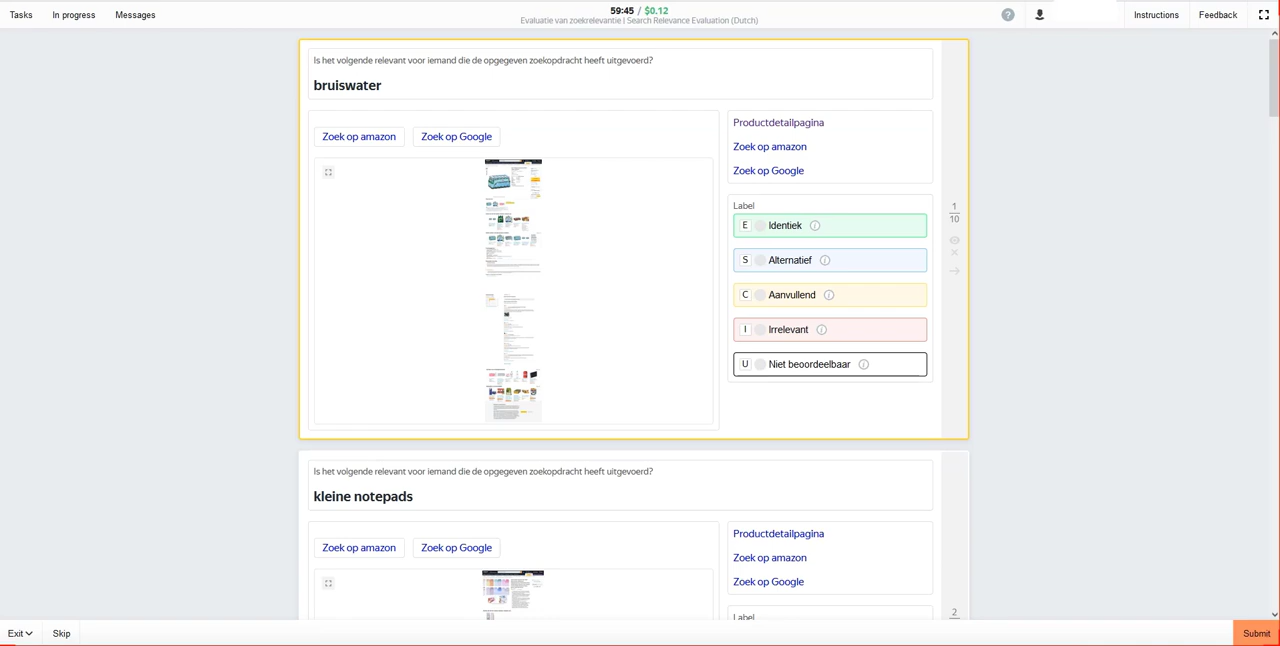 Tasks
In progress
Messages
59:45 / $0.12
Evaluatie van zoekrelevantie | Search Relevance Evaluation (Dutch)
?
Instructions
Feedback
Is het volgende relevant voor iemand die de opgegeven zoekopdracht heeft uitgevoerd?
bruiswater
Zoek op amazon
Zoek op Google
Productdetailpagina
Zoek op amazon
Zoek op Google
Label
E Identiek
S Alternatief
C Aanvullend
I Irrelevant
U Niet beoordeelbaar
1
10
Is het volgende relevant voor iemand die de opgegeven zoekopdracht heeft uitgevoerd?
kleine notepads
Zoek op amazon
Zoek op Google
Productdetailpagina
Zoek op amazon
Zoek op Google
Label
2
Exit
Skip
Submit